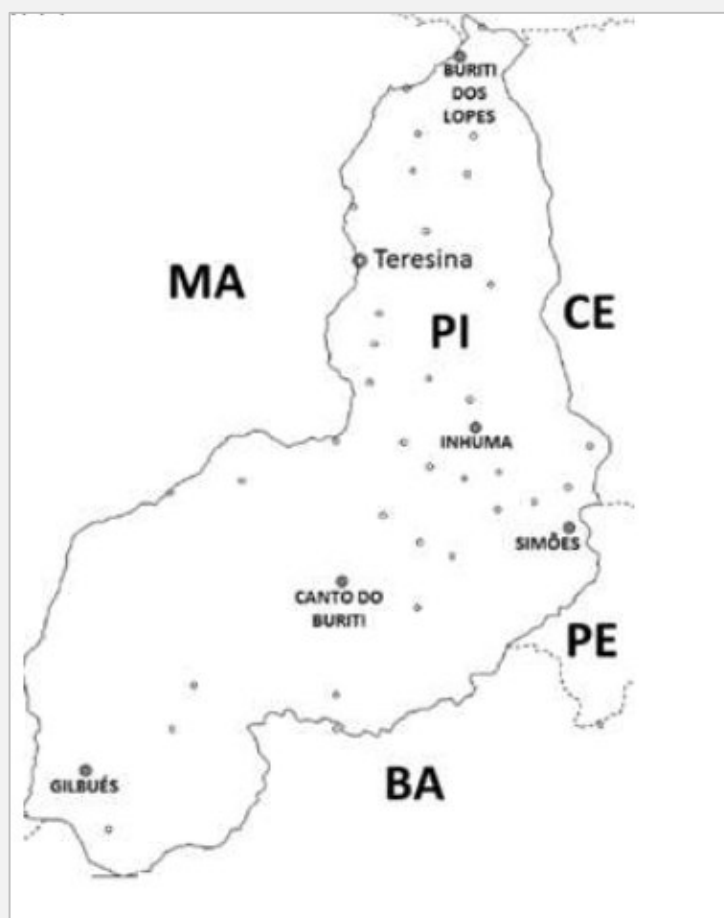 BURITI
DOS
LOPES
Teresina
MA
CE
PI
INHUMA
SIMÕES
CANTO DO
BURITI
PE
GILBUÉS
BA